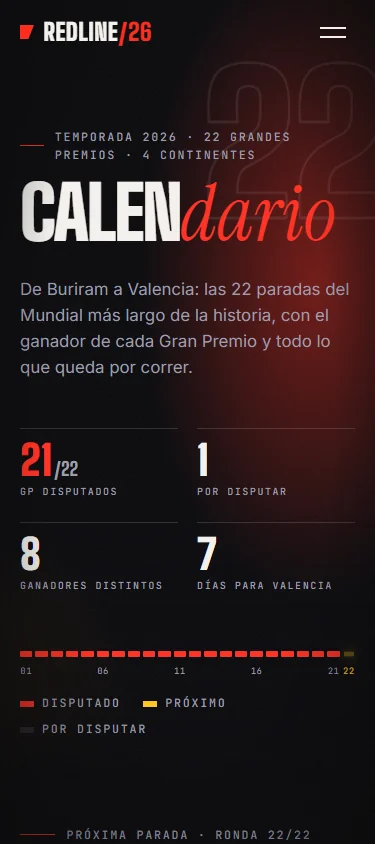 REDLINE/26
22
TEMPORADA 2026 · 22 GRANDES
PREMIOS · 4 CONTINENTES
CALENdario
De Buriram a Valencia: las 22 paradas del
Mundial más largo de la historia, con el
ganador de cada Gran Premio y todo lo
que queda por correr.
21/22
GP DISPUTADOS
1
POR DISPUTAR
8
GANADORES DISTINTOS
7
DÍAS PARA VALENCIA
01 06 11 16 21 22
DISPUTADO PRÓXIMO
POR DISPUTAR
PRÓXIMA PARADA · RONDA 22/22